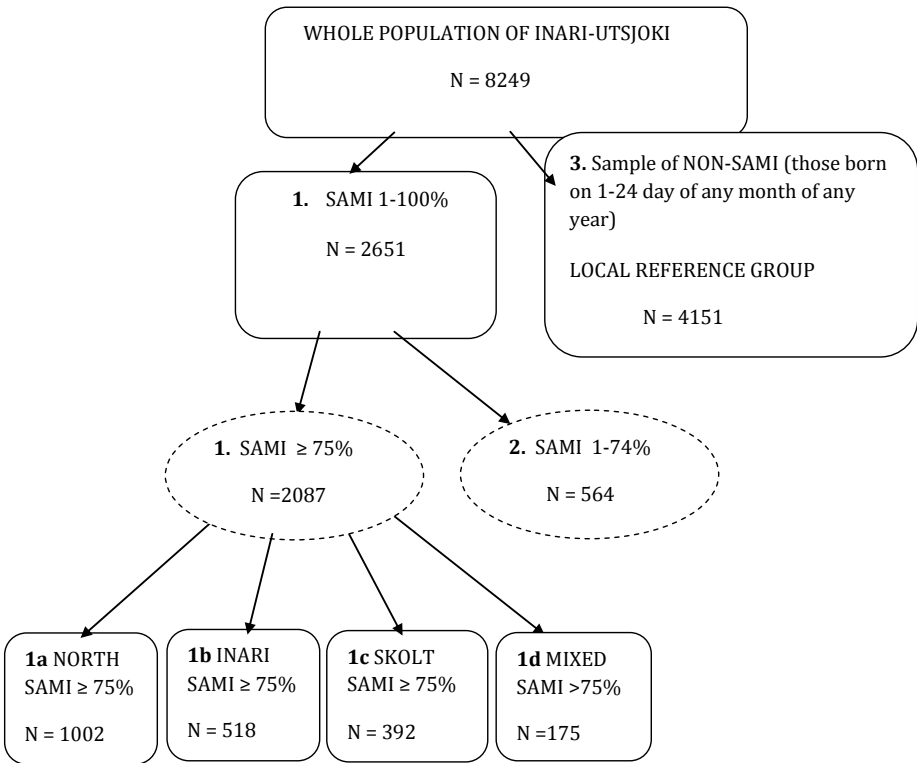 WHOLE POPULATION OF INARI-UTSJOKI
N = 8249
3. Sample of NON-SAMI (those born
on 1-24 day of any month of any
year)
LOCAL REFERENCE GROUP
N = 4151
1. SAMI 1-100%
N = 2651
1. SAMI ≥ 75%
N =2087
2. SAMI 1-74%
N = 564
1a NORTH
SAMI ≥ 75%
N = 1002
1b INARI
SAMI ≥ 75%
N = 518
1c SKOLT
SAMI ≥ 75%
N = 392
1d MIXED
SAMI >75%
N =175